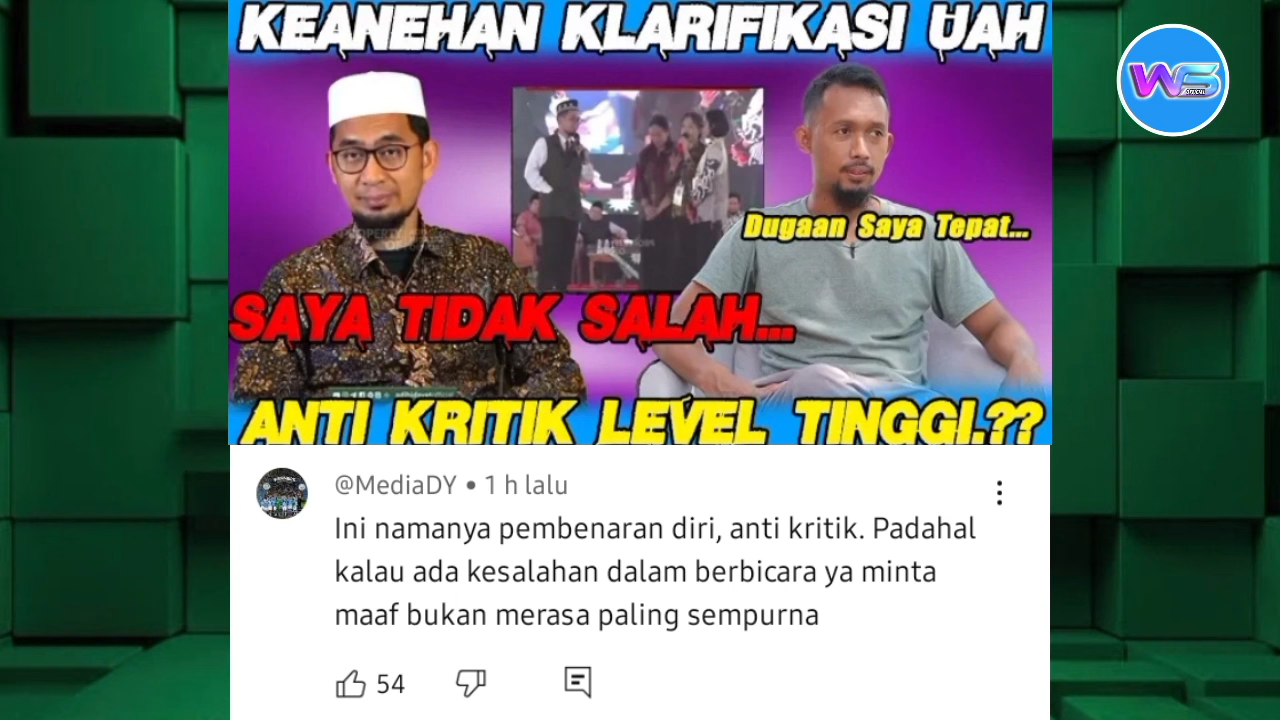 KEANEHAN KLARIFIKASI UAH
WS
Dugaan Saya Tepat...
SAYA TIDAK SALAH...
ANTI KRITIK LEVEL TINGGI.??
@MediaDY • 1 h lalu
Ini namanya pembenaran diri, anti kritik. Padahal
kalau ada kesalahan dalam berbicara ya minta
maaf bukan merasa paling sempurna
54